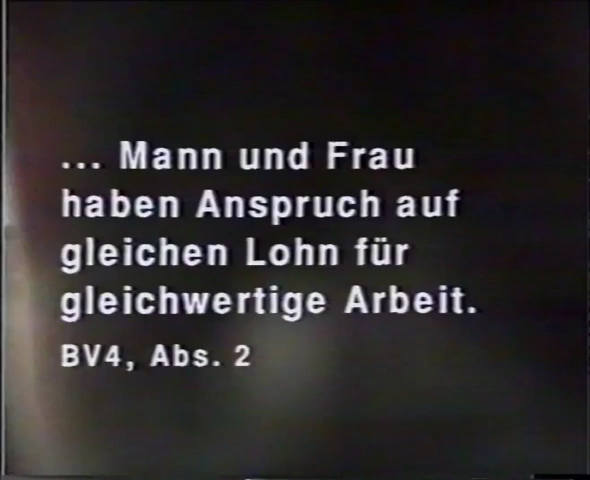 ... Mann und Frau
haben Anspruch auf
gleichen Lohn für
gleichwertige Arbeit.
BV4, Abs. 2